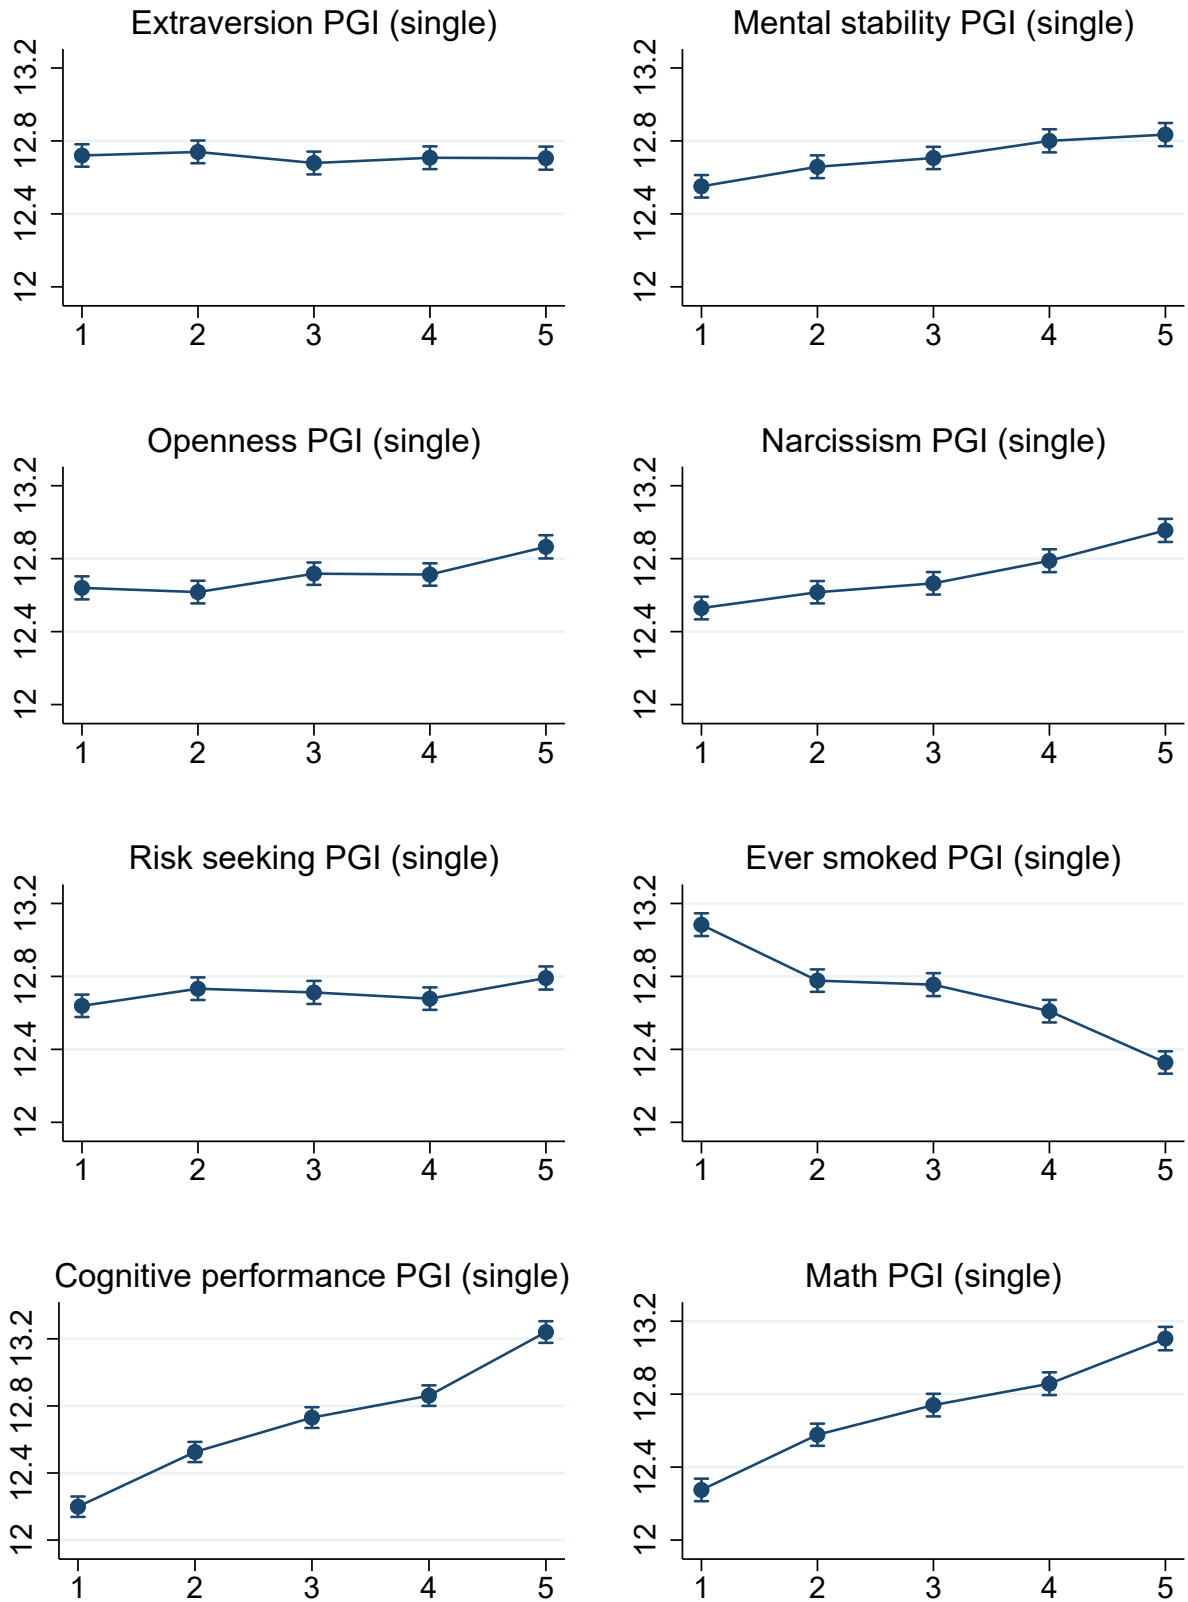 Extraversion PGI (single)
13.2
12.8
12.4
12
1 2 3 4 5
Mental stability PGI (single)
13.2
12.8
12.4
12
1 2 3 4 5
Openness PGI (single)
13.2
12.8
12.4
12
1 2 3 4 5
Narcissism PGI (single)
13.2
12.8
12.4
12
1 2 3 4 5
Risk seeking PGI (single)
13.2
12.8
12.4
12
1 2 3 4 5
Ever smoked PGI (single)
13.2
12.8
12.4
12
1 2 3 4 5
Cognitive performance PGI (single)
13.2
12.8
12.4
12
1 2 3 4 5
Math PGI (single)
13.2
12.8
12.4
12
1 2 3 4 5